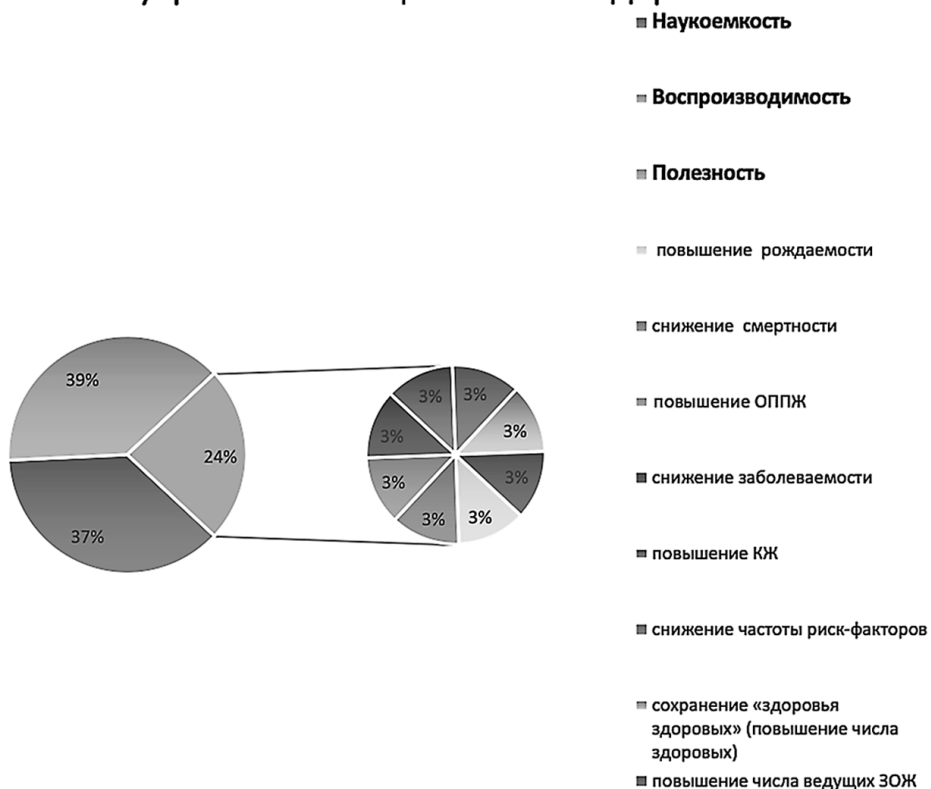 Наукоемкость
Воспроизводимость
Полезность
повышение рождаемости
снижение смертности
повышение ОППЖ
снижение заболеваемости
повышение КЖ
снижение частоты риск-факторов
сохранение «здоровья
здоровых» (повышение числа
здоровых)
повышение числа ведущих ЗОЖ
39%
24%
37%
3%
3%
3%
3%
3%
3%
3%
3%